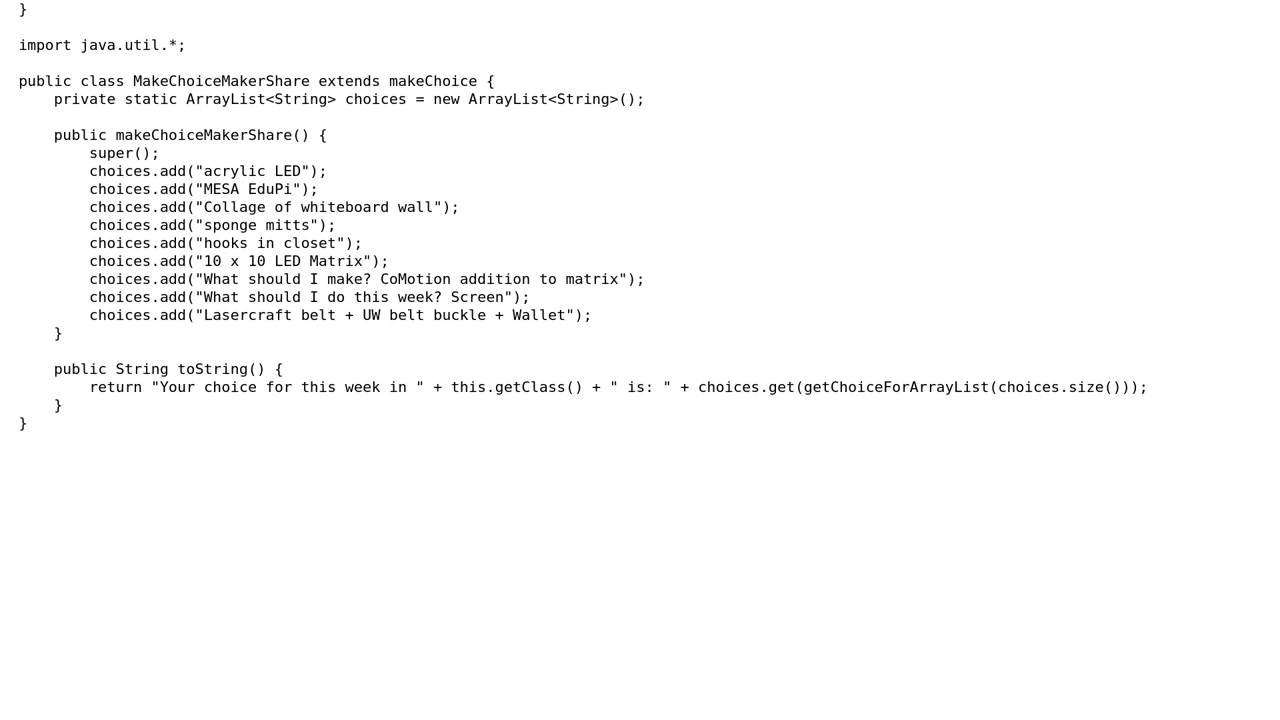 }

import java.util.*;

public class MakeChoiceMakerShare extends makeChoice {
    private static ArrayList<String> choices = new ArrayList<String>();

    public makeChoiceMakerShare() {
        super();
        choices.add("acrylic LED");
        choices.add("MESA EduPi");
        choices.add("Collage of whiteboard wall");
        choices.add("sponge mitts");
        choices.add("hooks in closet");
        choices.add("10 x 10 LED Matrix");
        choices.add("What should I make? CoMotion addition to matrix");
        choices.add("What should I do this week? Screen");
        choices.add("Lasercraft belt + UW belt buckle + Wallet");
    }

    public String toString() {
        return "Your choice for this week in " + this.getClass() + " is: " + choices.get(getChoiceForArrayList(choices.size()));
    }
}